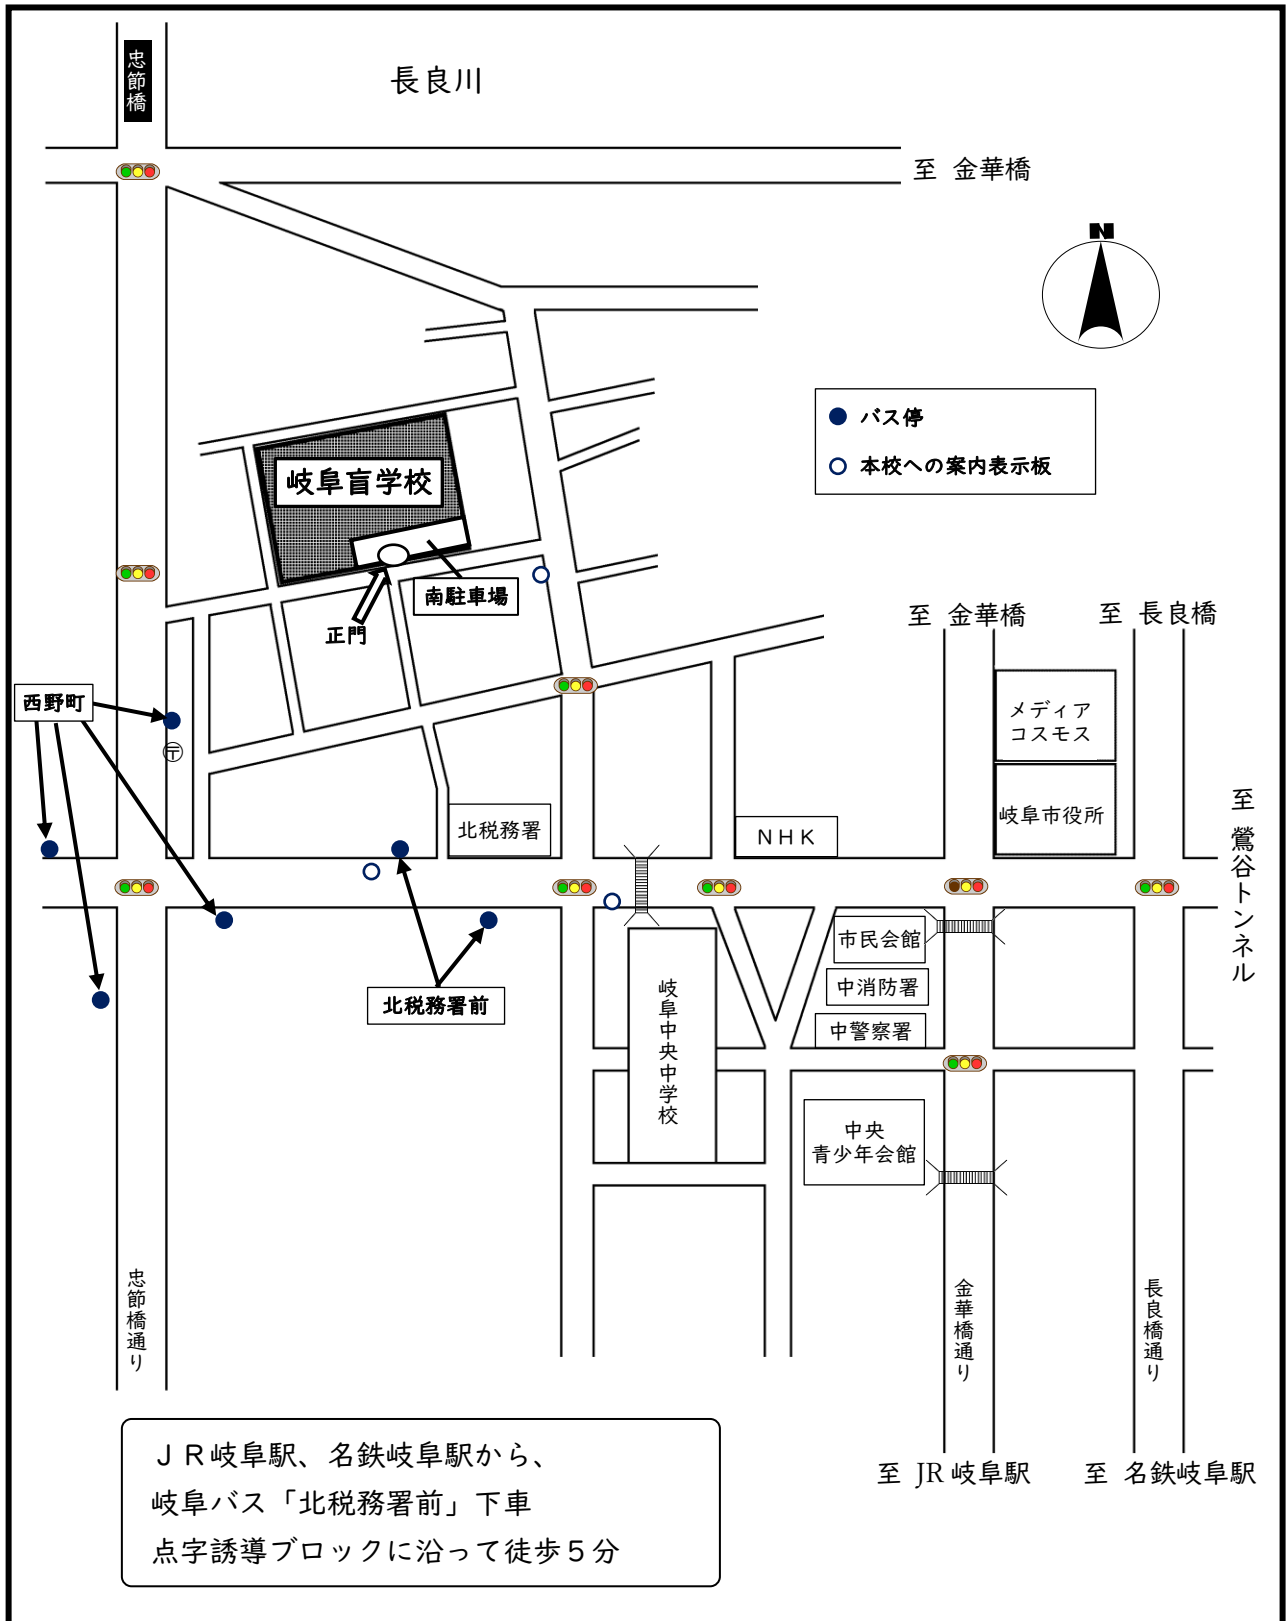 忠節橋
長良川
至 金華橋
N
バス停
本校への案内表示板
岐阜盲学校
南駐車場
正門
至 金華橋
至 長良橋
西野町
メディア
コスモス
〒
岐阜市役所
北税務署
NHK
至 鶯谷トンネル
市民会館
中消防署
北税務署前
中警察署
岐阜中央中学校
中央
青少年会館
忠節橋通り
金華橋通り
長良橋通り
JR岐阜駅、名鉄岐阜駅から、
岐阜バス「北税務署前」下車
点字誘導ブロックに沿って徒歩5分
至 JR 岐阜駅
至 名鉄岐阜駅